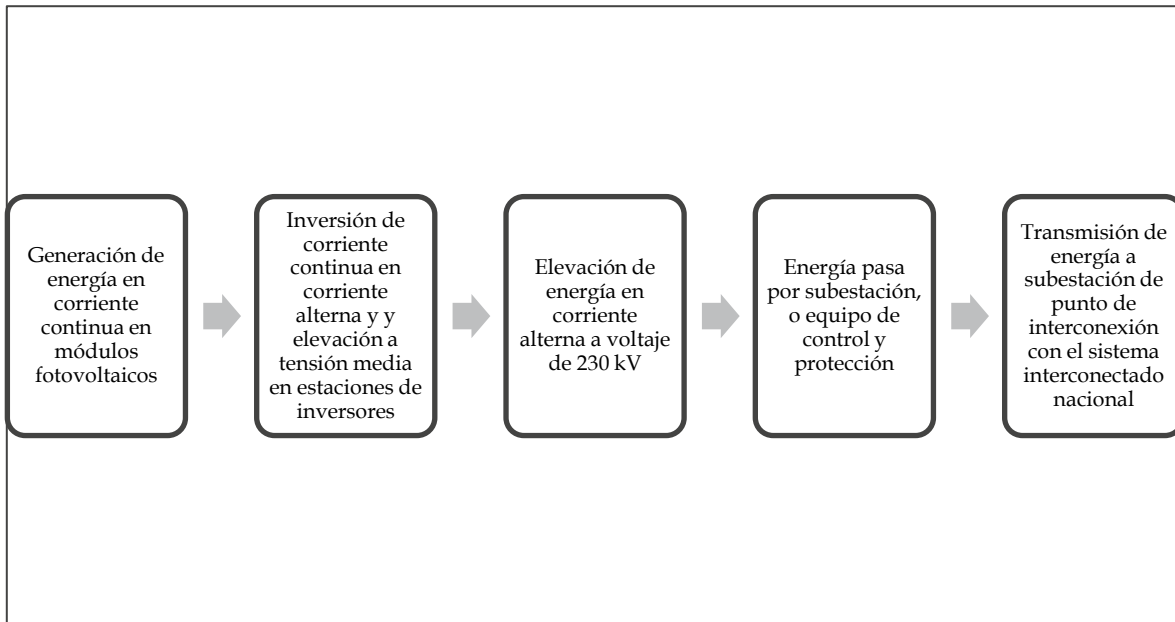 Generación de
energía en
corriente
continua en
módulos
fotovoltaicos
Inversión de
corriente
continua en
corriente
alterna y y
elevación a
tensión media
en estaciones de
inversores
Elevación de
energía en
corriente
alterna a voltaje
de 230 kV
Energía pasa
por subestación,
o equipo de
control y
protección
Transmisión de
energía a
subestación de
punto de
interconexión
con el sistema
interconectado
nacional